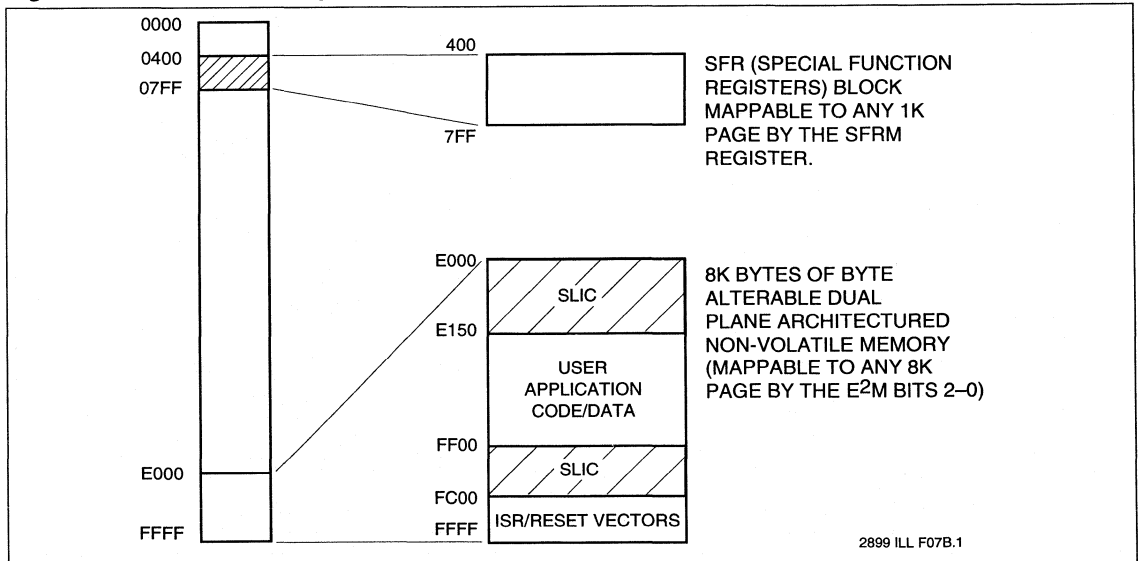 0000
0400
07FF
E000
FFFF
400
7FF
SFR (SPECIAL FUNCTION
REGISTERS) BLOCK
MAPPABLE TO ANY 1K
PAGE BY THE SFRM
REGISTER.
E000
SLIC
E150
USER
APPLICATION
CODE/DATA
FF00
SLIC
FC00
ISR/RESET VECTORS
FFFF
8K BYTES OF BYTE
ALTERABLE DUAL
PLANE ARCHITECTURED
NON-VOLATILE MEMORY
(MAPPABLE TO ANY 8K
PAGE BY THE E2M BITS 2–0)
2899 ILL F07B.1